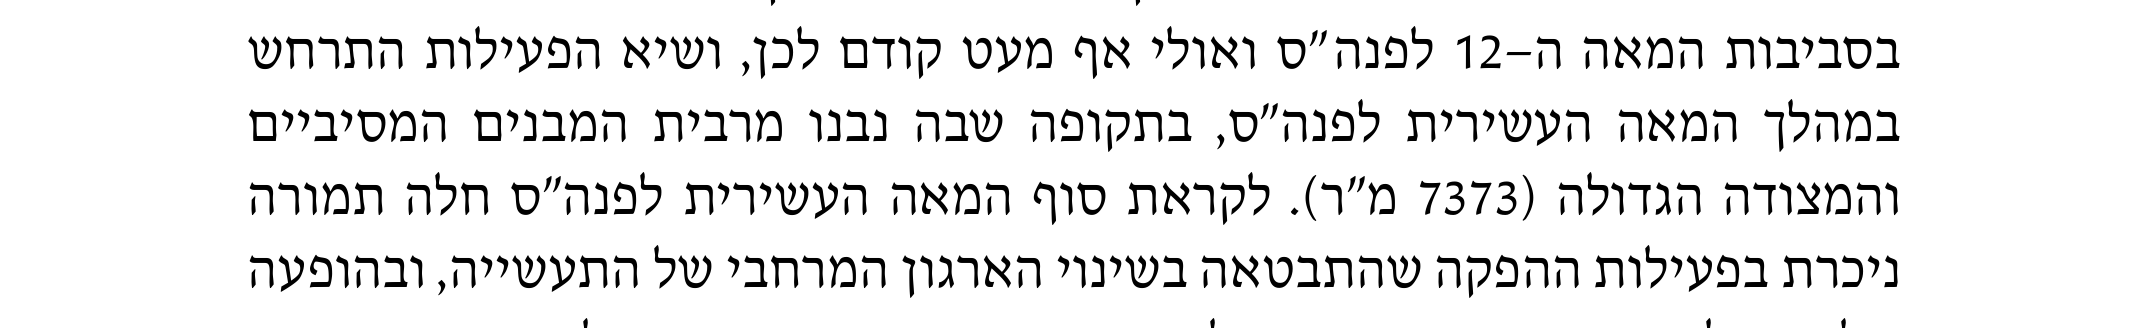 בסביבות המאה ה–12 לפנה״ס ואולי אף מעט קודם לכן, ושיא הפעילות התרחש
במהלך המאה העשירית לפנה״ס, בתקופה שבה נבנו מרבית המבנים המסיביים
והמצודה הגדולה (7373 מ״ר). לקראת סוף המאה העשירית לפנה״ס חלה תמורה
ניכרת בפעילות ההפקה שהתבטאה בשינוי הארגון המרחבי של התעשייה, ובהופעה